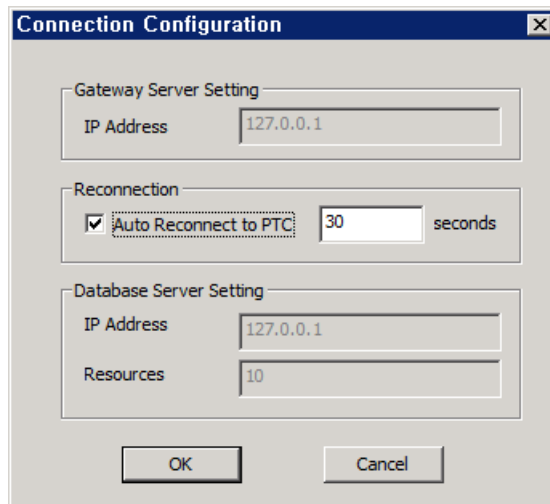 Connection Configuration
Gateway Server Setting
IP Address 127.0.0.1
Reconnection
Auto Reconnect to PTC 30 seconds
Database Server Setting
IP Address 127.0.0.1
Resources 10
OK Cancel